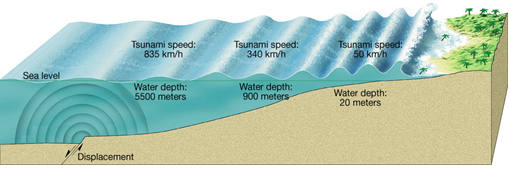 Tsunami speed:
835 km/h
Tsunami speed:
340 km/h
Tsunami speed:
50 km/h
Sea level
Water depth:
5500 meters
Water depth:
900 meters
Water depth:
20 meters
Displacement